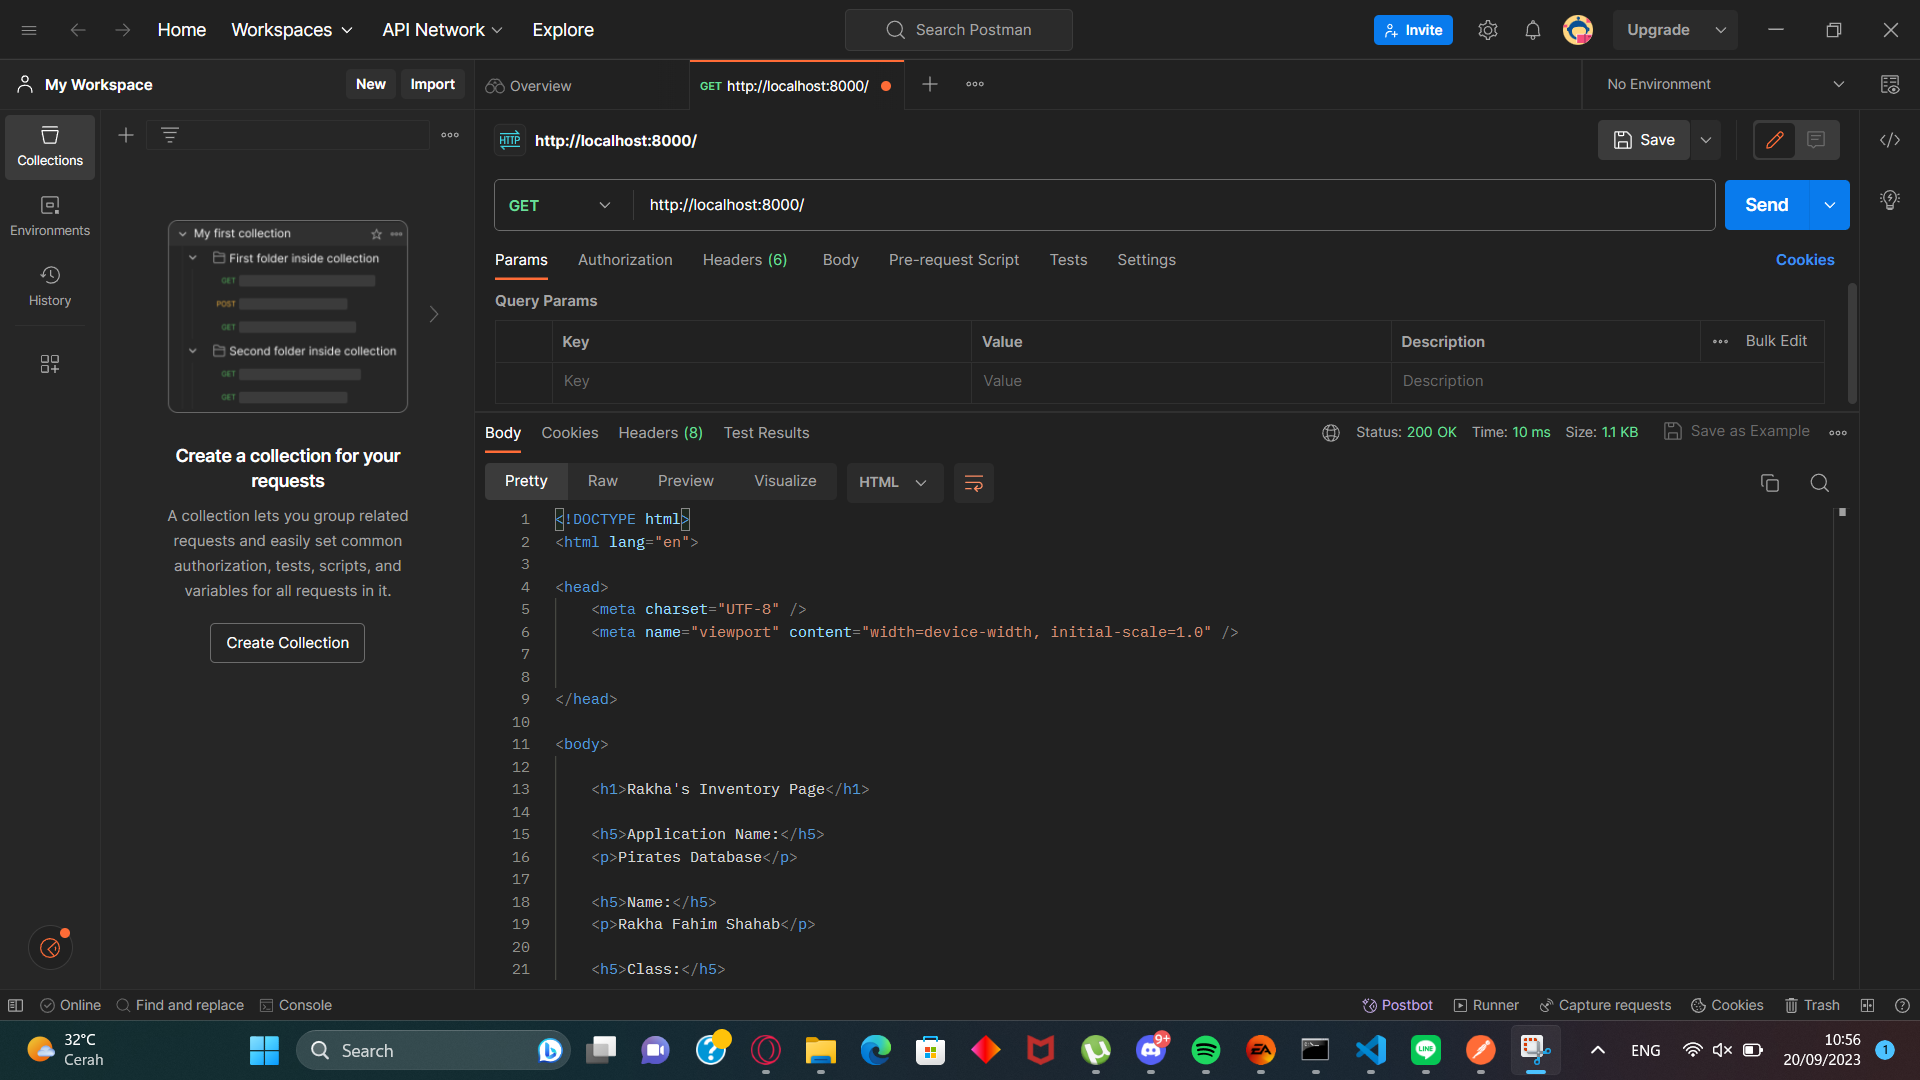 Home Workspaces API Network Explore Search Postman Invite Upgrade
My Workspace New Import Overview GET http://localhost:8000/ No Environment
Collections
Environments
History
My first collection
First folder inside collection
GET
POST
GET
Second folder inside collection
GET
GET
Create a collection for your
requests
A collection lets you group related
requests and easily set common
authorization, tests, scripts, and
variables for all requests in it.
Create Collection
HTTP http://localhost:8000/ Save
GET http://localhost:8000/ Send
Params Authorization Headers (6) Body Pre-request Script Tests Settings Cookies
Query Params
Key Value Description Bulk Edit
Key Value Description
Body Cookies Headers (8) Test Results Status: 200 OK Time: 10 ms Size: 1.1 KB Save as Example
Pretty Raw Preview Visualize HTML
1 <!DOCTYPE html>
2 <html lang="en">
3
4 <head>
5 <meta charset="UTF-8" />
6 <meta name="viewport" content="width=device-width, initial-scale=1.0" />
7
8
9 </head>
10
11 <body>
12
13 <h1>Rakha's Inventory Page</h1>
14
15 <h5>Application Name:</h5>
16 <p>Pirates Database</p>
17
18 <h5>Name:</h5>
19 <p>Rakha Fahim Shahab</p>
20
21 <h5>Class:</h5>
Online Find and replace Console Postbot Runner Capture requests Cookies Trash
32°C
Cerah
Search
9+
EA
LINE
ENG
10:56
20/09/2023
1